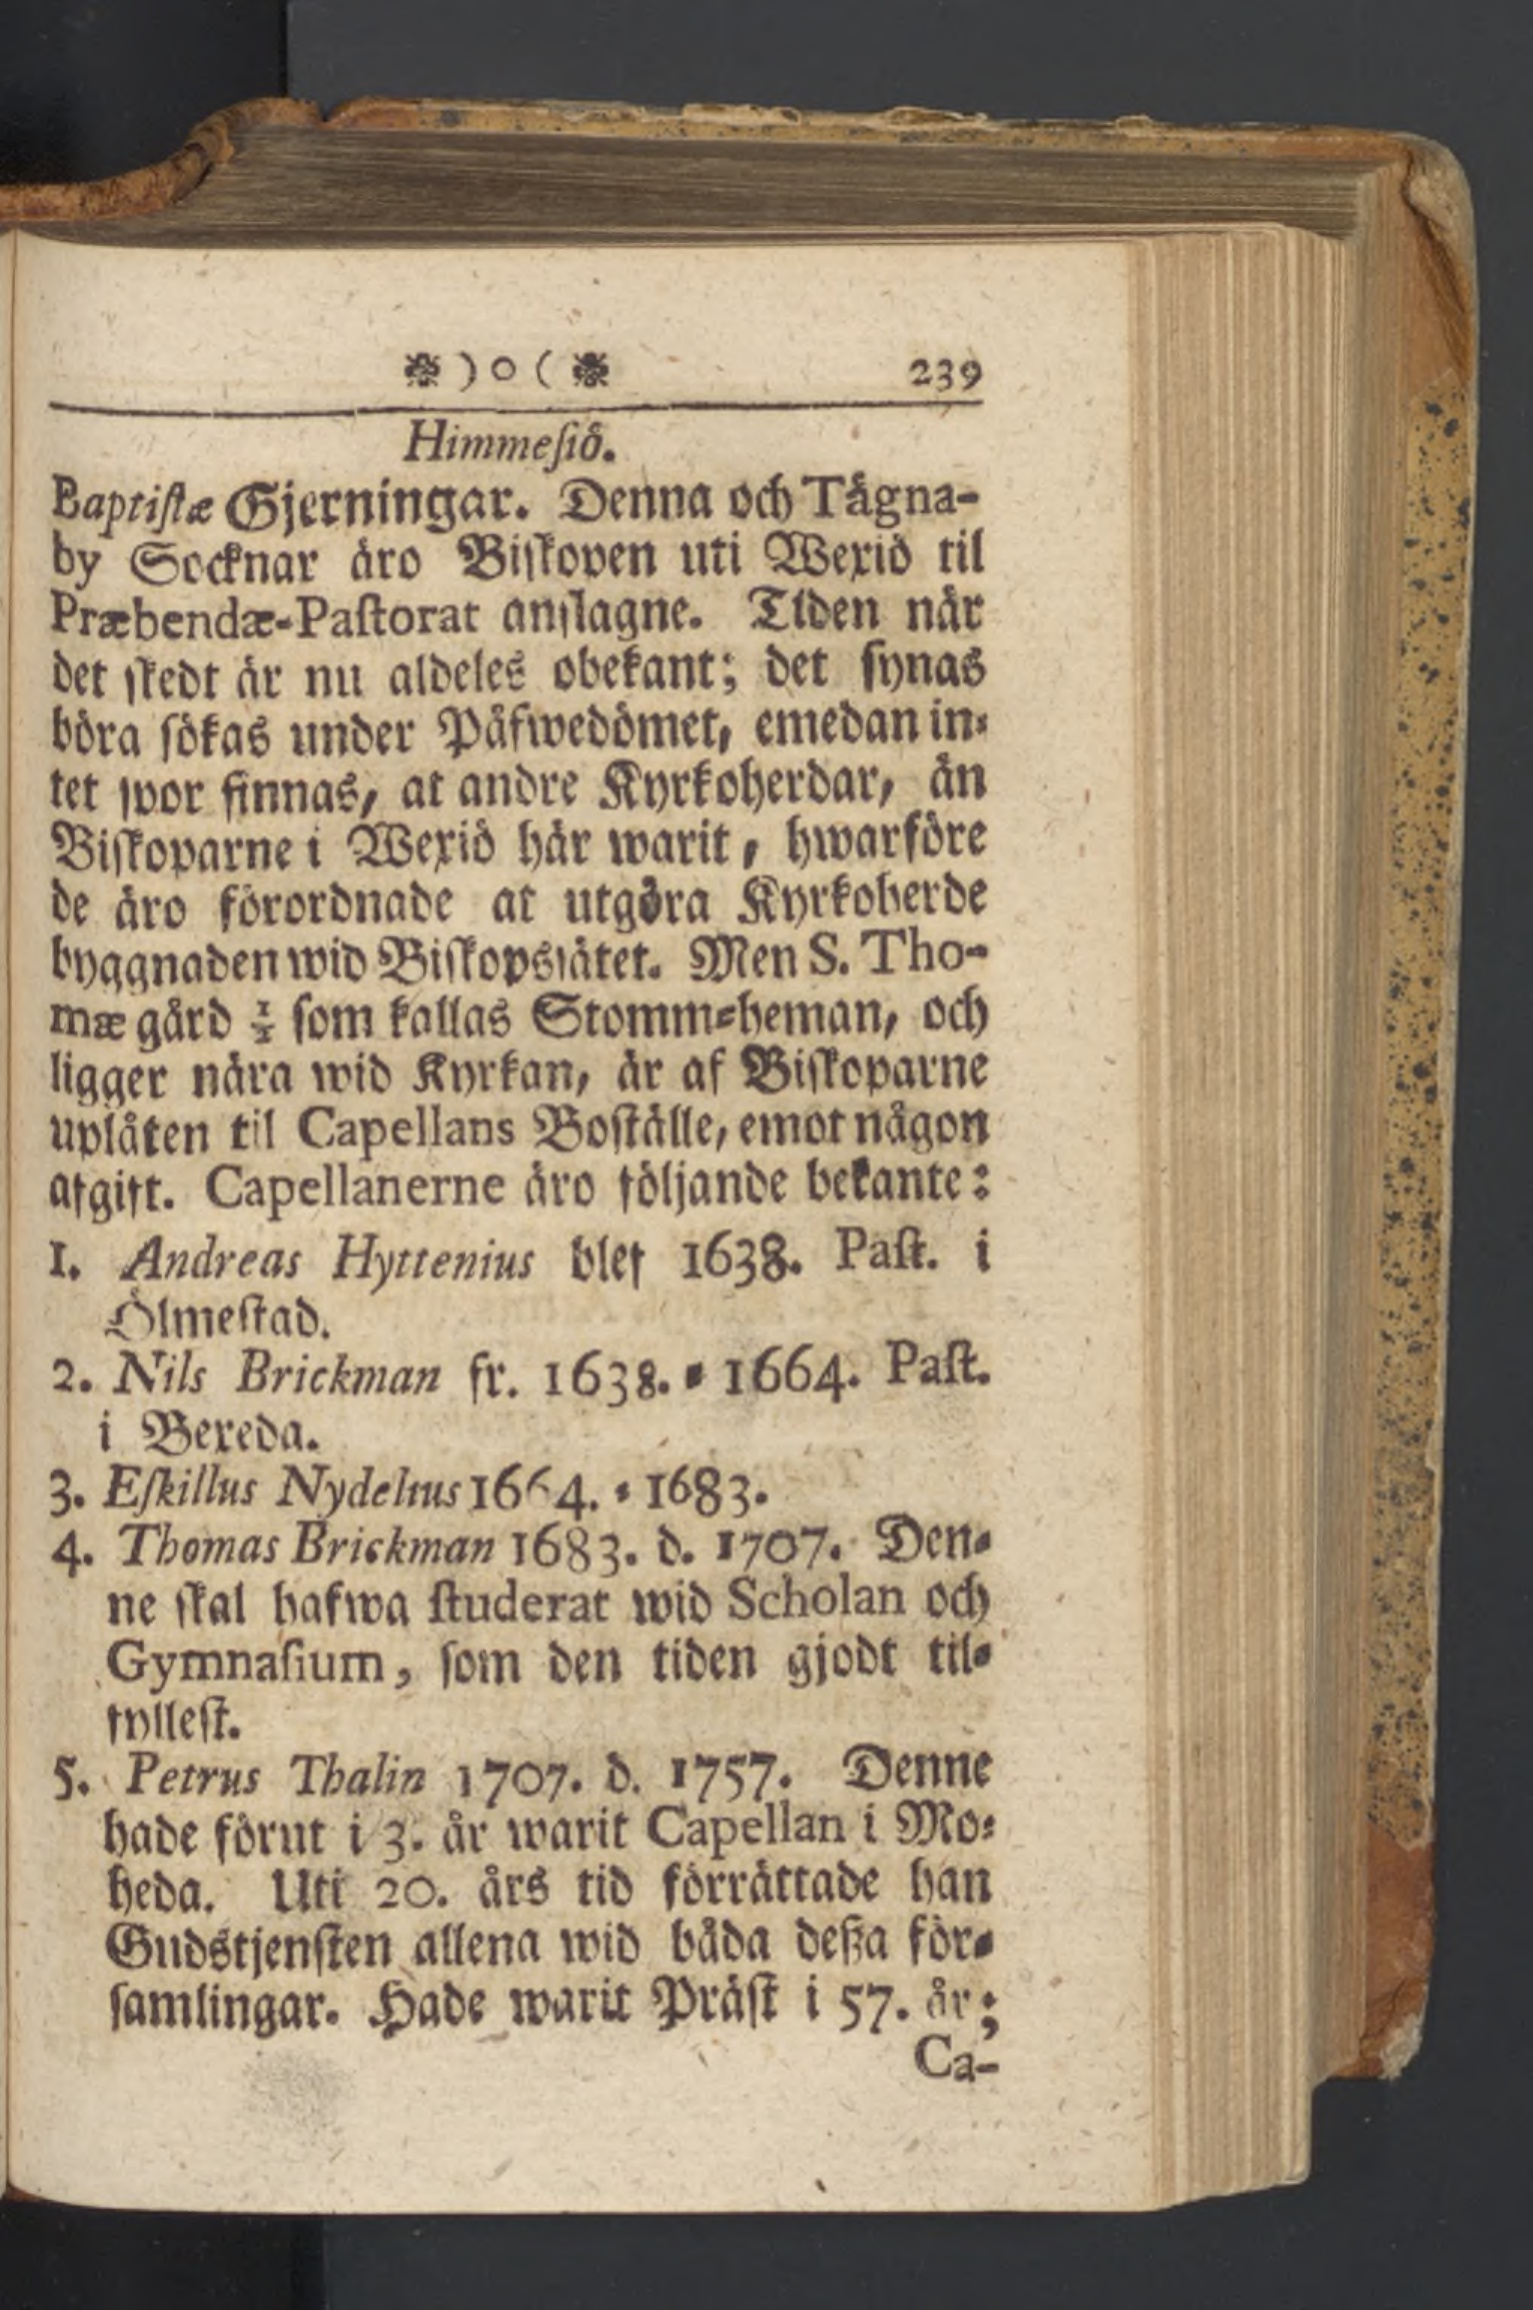 ❋ ) o ( ❋ 239
Himmeſiö.
Baptiſtæ Gjerningar. Denna och Tägna-
by Socknar äro Biſkopen uti Wexiö til
Præbendæ-Paſtorat anſlagne. Tiden när
det ſkedt är nu aldeles obekant; det ſynas
böra ſökas under Påfwedömet, emedan in-
tet ſpor finnas, at andre Kyrkoherdar, än
Biſkoparne i Wexiö här warit, hwarföre
de äro förordnade at utgöra Kyrkoherde
byggnaden wid Biſkopsſätet. Men S. Tho-
mæ gård ½ ſom kallas Stomm-heman, och
ligger nära wid Kyrkan, är af Biſkoparne
uplåten til Capellans Boſtälle, emot någon
afgift. Capellanerne äro följande bekante:
1. Andreas Hyttenius blef 1638. Paſt. i
Ölmeſtad.
2. Nils Brickman fr. 1638. - 1664. Paſt.
i Bexeda.
3. Eſkillus Nydelius 1664. - 1683.
4. Thomas Brickman 1683. d. 1707. Den-
ne ſkal hafwa ſtuderat wid Scholan och
Gymnaſium, ſom den tiden gjodt til-
fylleſt.
5. Petrus Thalin 1707. d. 1757. Denne
hade förut i 3. år warit Capellan i Mo-
heda. Uti 20. års tid förrättade han
Gudstjenſten allena wid båda deßa för-
ſamlingar. Hade warit Präſt i 57. år;
Ca-